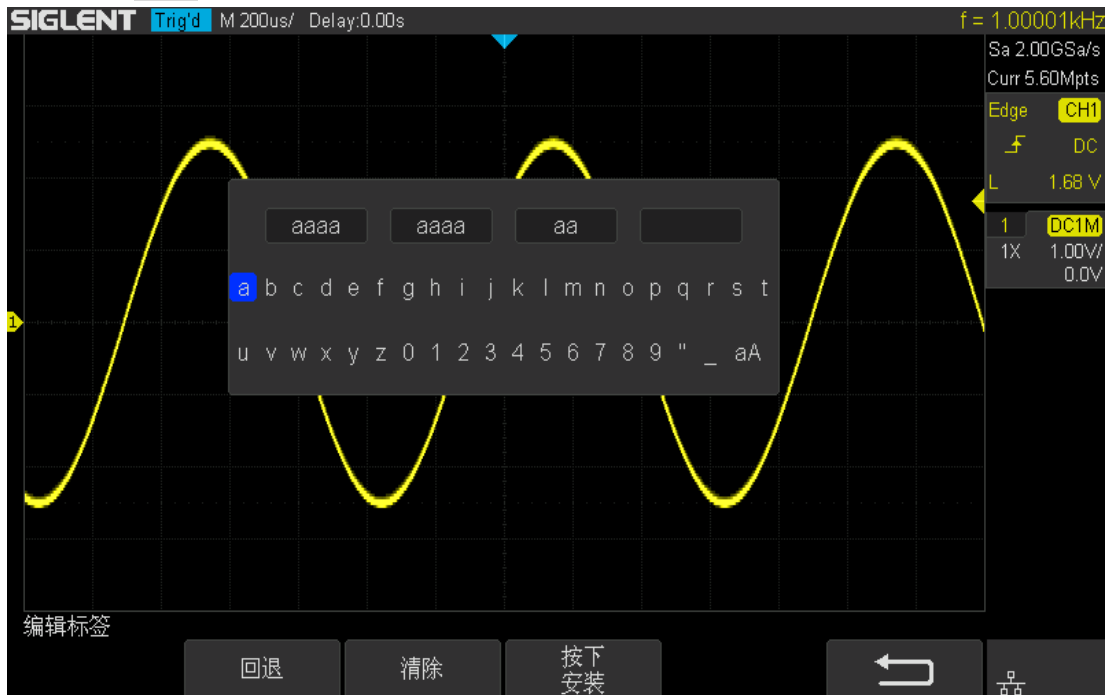 SIGLENT Trig'd M 200us/ Delay:0.00s f = 1.00001kHz
Sa 2.00GSa/s
Curr 5.60Mpts
Edge CH1
DC
L 1.68 V
1 DC1M
1X 1.00V/
0.0V
aaaa aaaa aa
a b c d e f g h i j k l m n o p q r s t
u v w x y z 0 1 2 3 4 5 6 7 8 9 " _ aA
1
编辑标签
回退 清除 按下
安装